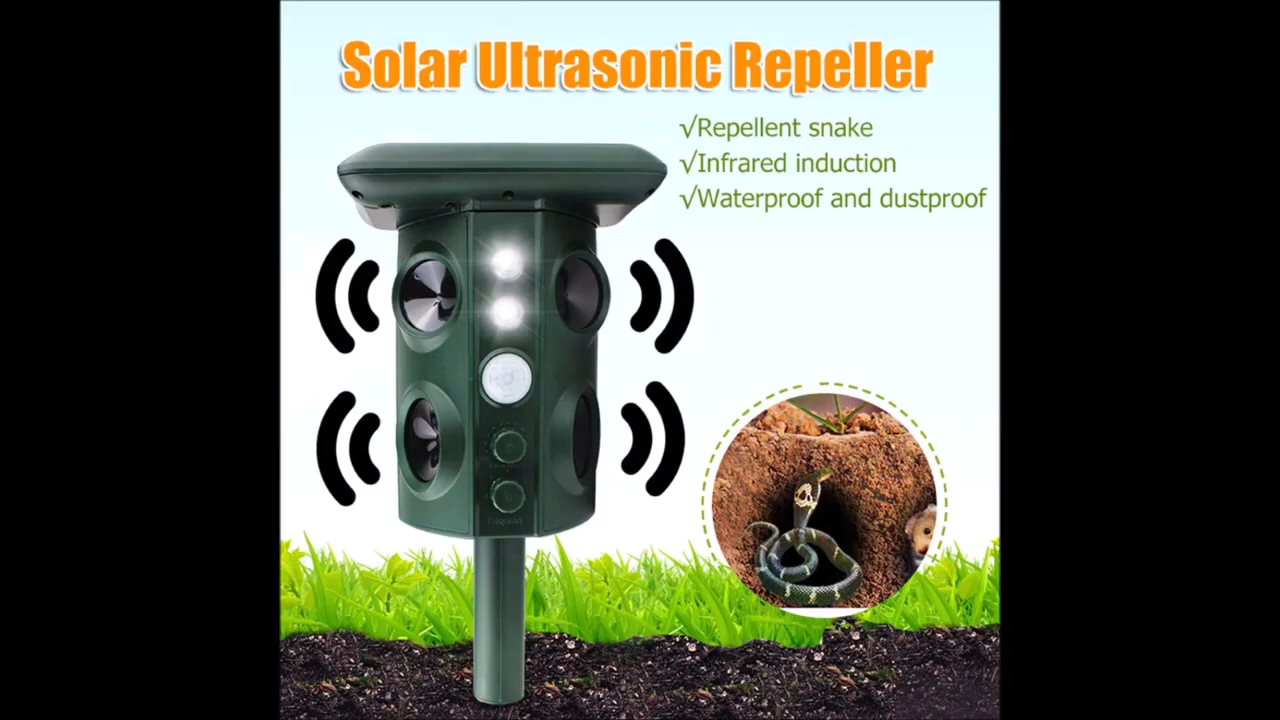 Solar Ultrasonic Repeller
√Repellent snake
√Infrared induction
√Waterproof and dustproof